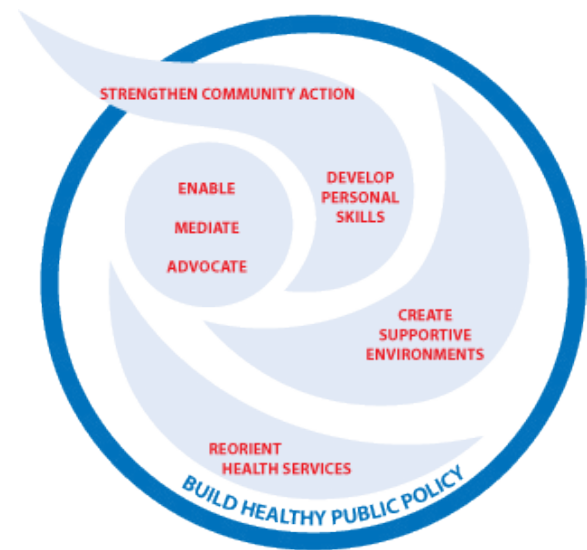 STRENGTHEN COMMUNITY ACTION
DEVELOP
PERSONAL
SKILLS
ENABLE
MEDIATE
ADVOCATE
CREATE
SUPPORTIVE
ENVIRONMENTS
REORIENT
HEALTH SERVICES
BUILD HEALTHY PUBLIC POLICY